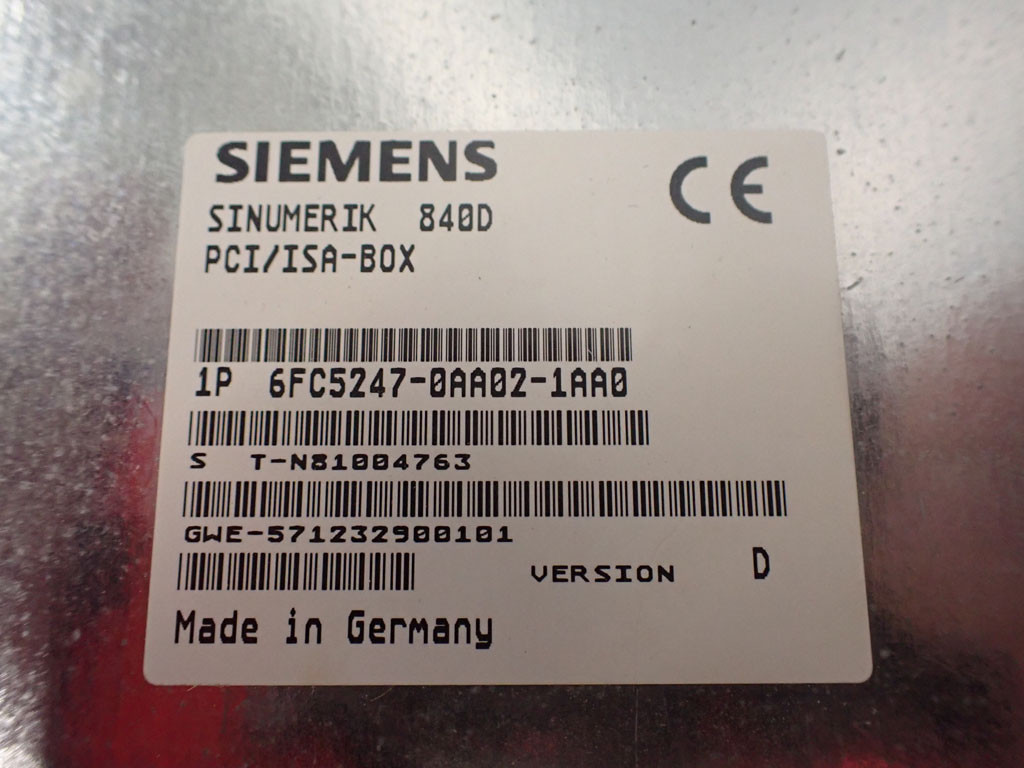 SIEMENS
CE
SINUMERIK 840D
PCI/ISA-BOX
1P 6FC5247-0AA02-1AA0
S T-N81004763
GWE-571232900101
VERSION D
Made in Germany